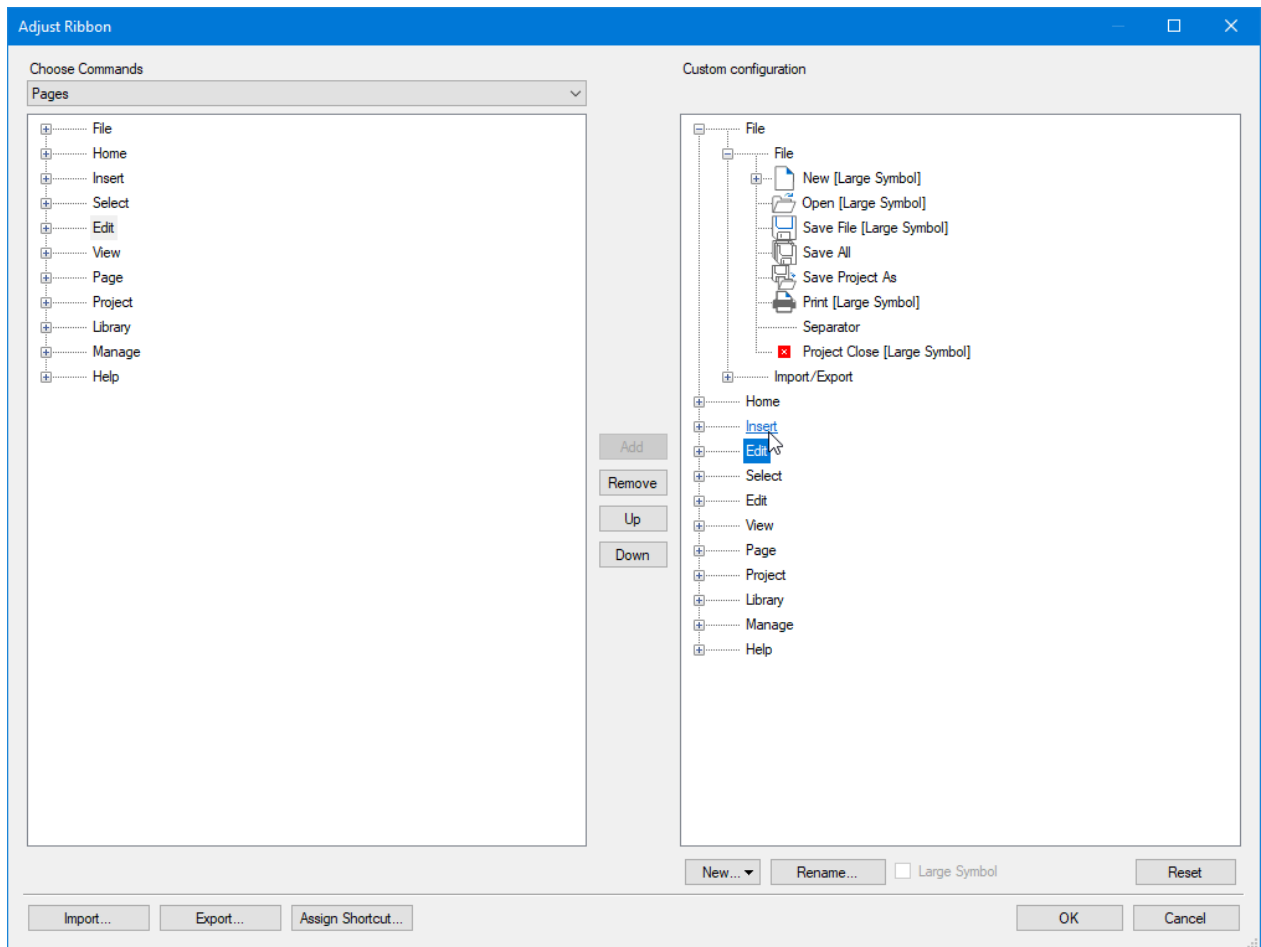 Adjust Ribbon
Choose Commands
Pages
File
Home
Insert
Select
Edit
View
Page
Project
Library
Manage
Help
Add
Remove
Up
Down
Custom configuration
File
File
New [Large Symbol]
Open [Large Symbol]
Save File [Large Symbol]
Save All
Save Project As
Print [Large Symbol]
Separator
Project Close [Large Symbol]
Import/Export
Home
Insert
Edit
Select
Edit
View
Page
Project
Library
Manage
Help
New...
Rename...
Large Symbol
Reset
Import...
Export...
Assign Shortcut...
OK
Cancel